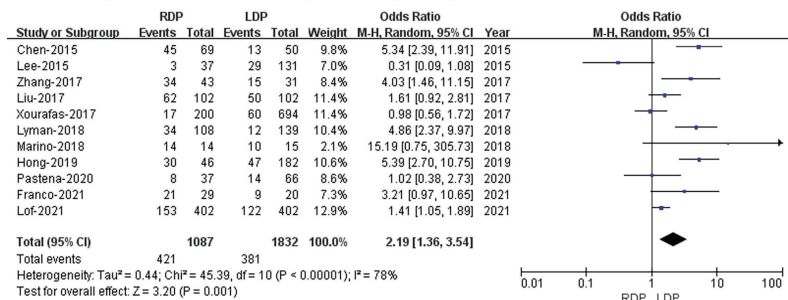 RDP LDP Odds Ratio Odds Ratio
Study or Subgroup Events Total Events Total Weight M-H, Random, 95% CI Year M-H, Random, 95% CI
Chen-2015 45 69 13 50 9.8% 5.34 [2.39, 11.91] 2015
Lee-2015 3 37 29 131 7.0% 0.31 [0.09, 1.08] 2015
Zhang-2017 34 43 15 31 8.2% 4.03 [1.46, 11.15] 2017
Liu-2017 62 102 50 102 11.4% 1.61 [0.92, 2.81] 2017
Xourafas-2017 17 200 60 694 11.4% 0.98 [0.56, 1.72] 2017
Lyman-2018 34 108 12 139 10.2% 4.86 [2.37, 9.97] 2018
Marino-2018 14 14 10 15 2.1% 15.19 [0.75, 305.73] 2018
Hong-2019 30 46 47 182 10.6% 5.39 [2.70, 10.75] 2019
Pastena-2020 8 37 14 66 8.5% 1.02 [0.38, 2.73] 2020
Franco-2021 21 29 9 20 7.2% 3.21 [0.97, 10.65] 2021
Lof-2021 153 402 122 402 12.9% 1.41 [1.05, 1.89] 2021
Total (95% CI) 1087 1832 100.0% 2.19 [1.36, 3.54]
Total events 421 381
Heterogeneity: Tau² = 0.44; Chi² = 45.39, df = 10 (P < 0.00001); I² = 78%
Test for overall effect: Z = 3.20 (P = 0.001)
0.01 0.1 1 10 100
RDP LDP